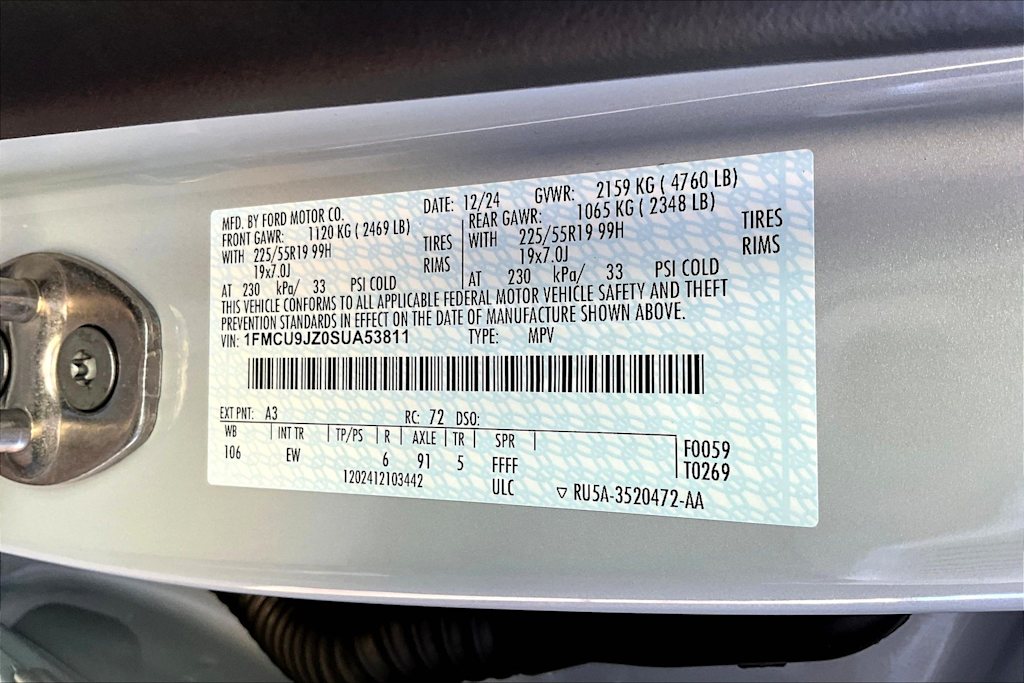 MFD. BY FORD MOTOR CO. DATE: 12/24 GVWR: 2159 KG ( 4760 LB)
FRONT GAWR: 1120 KG ( 2469 LB) REAR GAWR: 1065 KG ( 2348 LB)
WITH 225/55R19 99H TIRES WITH 225/55R19 99H TIRES
19x7.0J RIMS 19x7.0J RIMS
AT 230 kPa/ 33 PSI COLD AT 230 kPa/ 33 PSI COLD
THIS VEHICLE CONFORMS TO ALL APPLICABLE FEDERAL MOTOR VEHICLE SAFETY AND THEFT
PREVENTION STANDARDS IN EFFECT ON THE DATE OF MANUFACTURE SHOWN ABOVE.
VIN: 1FMCU9JZ0SUA53811 TYPE: MPV
EXT PNT: A3 RC: 72 DSO:
WB INT TR TP/PS R AXLE TR SPR F0059
106 EW 6 91 5 FFFF T0269
1202412103442 ULC ▽ RU5A-3520472-AA